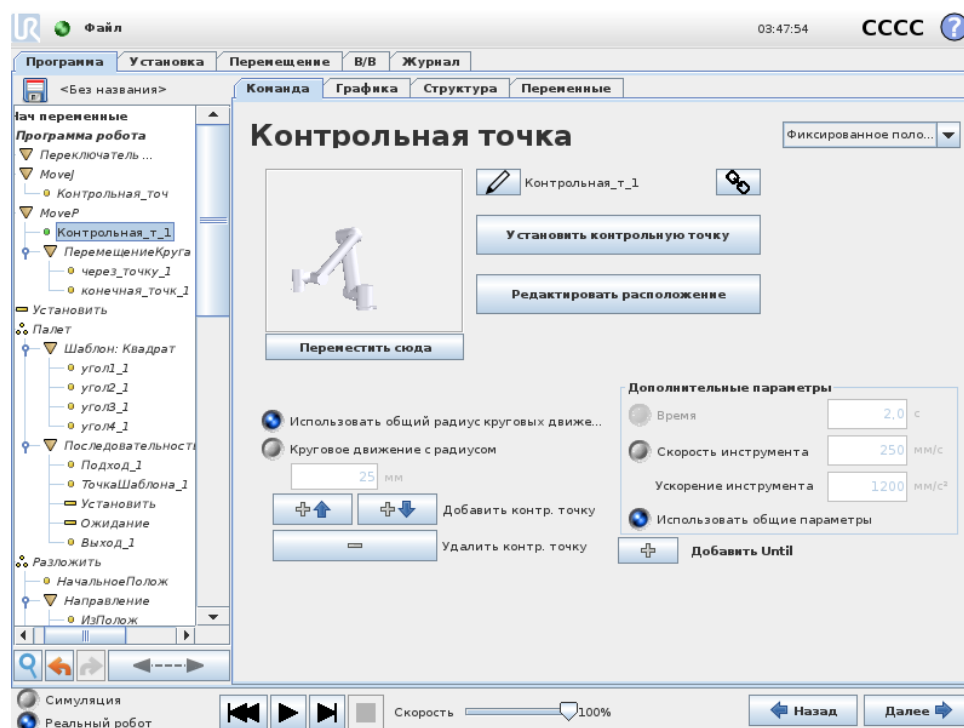 UR
Файл
03:47:54
CCCC
?
Программа Установка Перемещение В/В Журнал
<Без названия>
Команда Графика Структура Переменные
Нач переменные
Программа робота
Переключатель ...
MoveJ
Контрольная_точ
MoveP
Контрольная_т_1
ПеремещениеКруга
через_точку_1
конечная_точк_1
Установить
Палет
Шаблон: Квадрат
угол1_1
угол2_1
угол3_1
угол4_1
Последовательность
Подход_1
ТочкаШаблона_1
Установить
Ожидание
Выход_1
Разложить
НачальноеПолож
Направление
ИзПолож
Контрольная точка
Фиксированное поло...
Контрольная_т_1
Установить контрольную точку
Редактировать расположение
Переместить сюда
Использовать общий радиус круговых движе...
Круговое движение с радиусом
25 мм
Добавить контр. точку
Удалить контр. точку
Дополнительные параметры
Время 2,0 с
Скорость инструмента 250 мм/с
Ускорение инструмента 1200 мм/с²
Использовать общие параметры
Добавить Until
Симуляция
Реальный робот
Скорость 100%
Назад
Далее